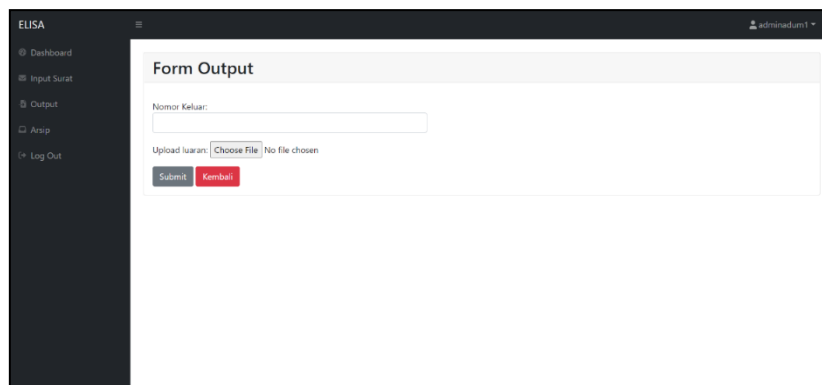 ELISA
adminadum1
Dashboard
Input Surat
Output
Arsip
Log Out
Form Output
Nomor Keluar:
Upload luaran: Choose File No file chosen
Submit Kembali